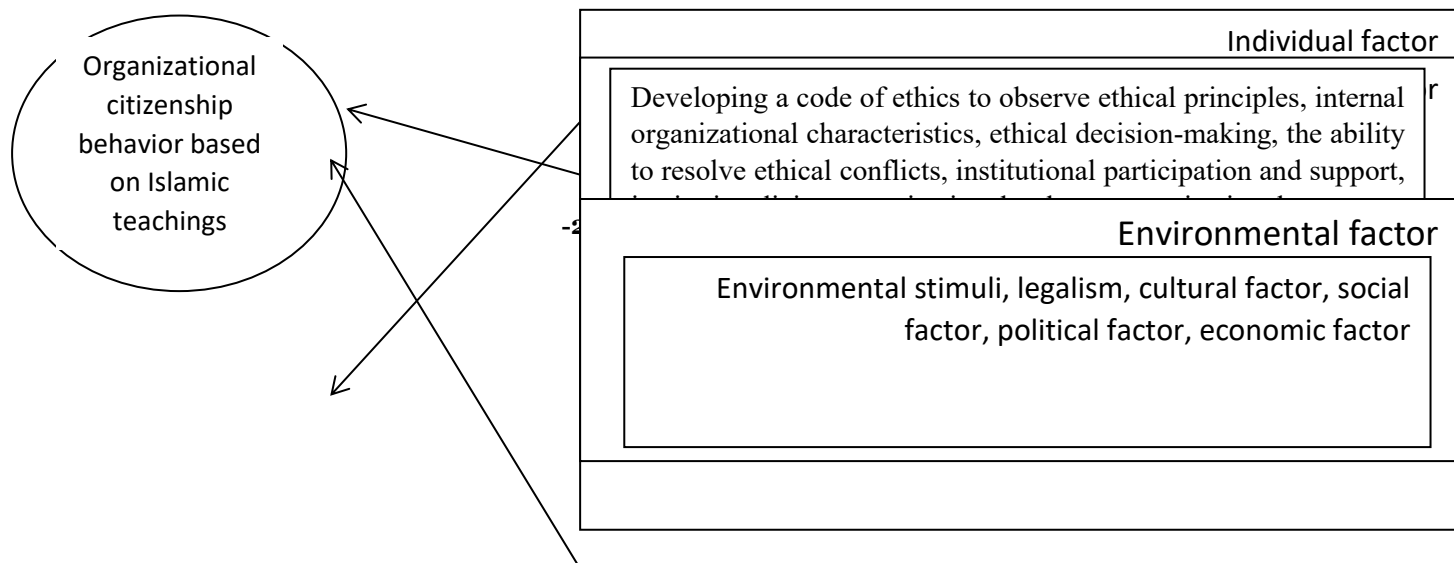 Organizational
citizenship
behavior based
on Islamic
teachings
Individual factor
Developing a code of ethics to observe ethical principles, internal
organizational characteristics, ethical decision-making, the ability
to resolve ethical conflicts, institutional participation and support,
-2
Environmental factor
Environmental stimuli, legalism, cultural factor, social
factor, political factor, economic factor